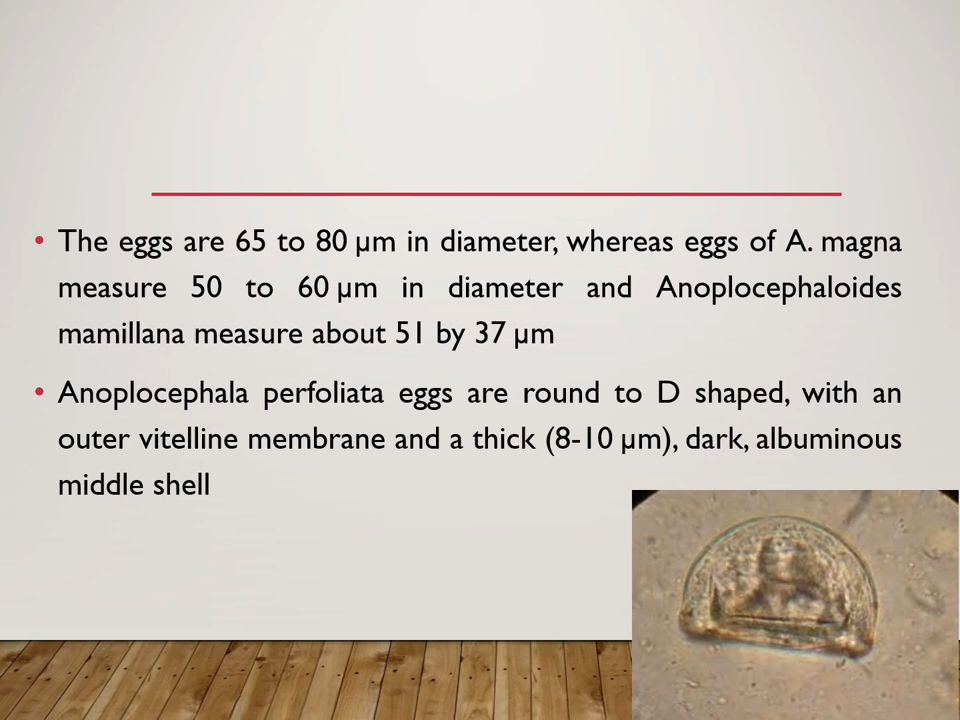 • The eggs are 65 to 80 µm in diameter, whereas eggs of A. magna
measure 50 to 60 µm in diameter and Anoplocephaloides
mamillana measure about 51 by 37 µm
• Anoplocephala perfoliata eggs are round to D shaped, with an
outer vitelline membrane and a thick (8-10 µm), dark, albuminous
middle shell